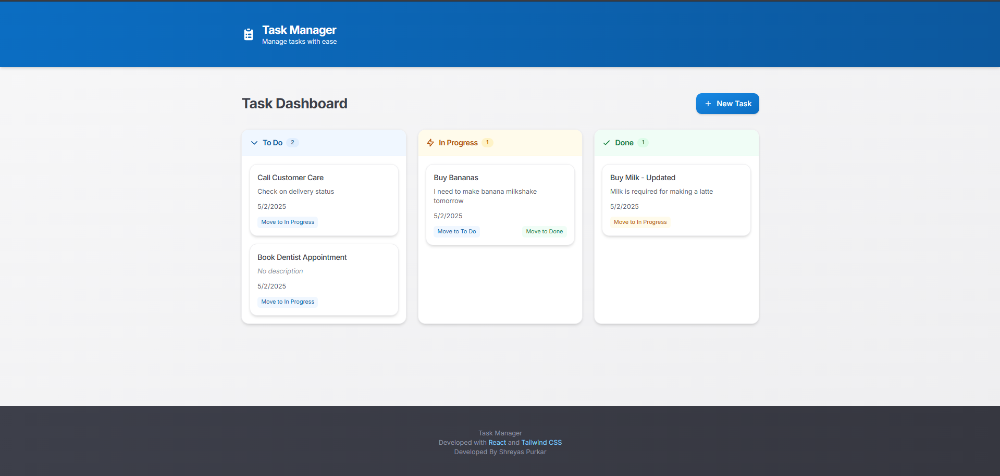 Task Manager
Manage tasks with ease
Task Dashboard
New Task
To Do 2
Call Customer Care
Check on delivery status
5/2/2025
Move to In Progress
Book Dentist Appointment
No description
5/2/2025
Move to In Progress
In Progress 1
Buy Bananas
I need to make banana milkshake
tomorrow
5/2/2025
Move to To Do
Move to Done
Done 1
Buy Milk - Updated
Milk is required for making a latte
5/2/2025
Move to In Progress
Task Manager
Developed with React and Tailwind CSS
Developed By Shreyas Purkar